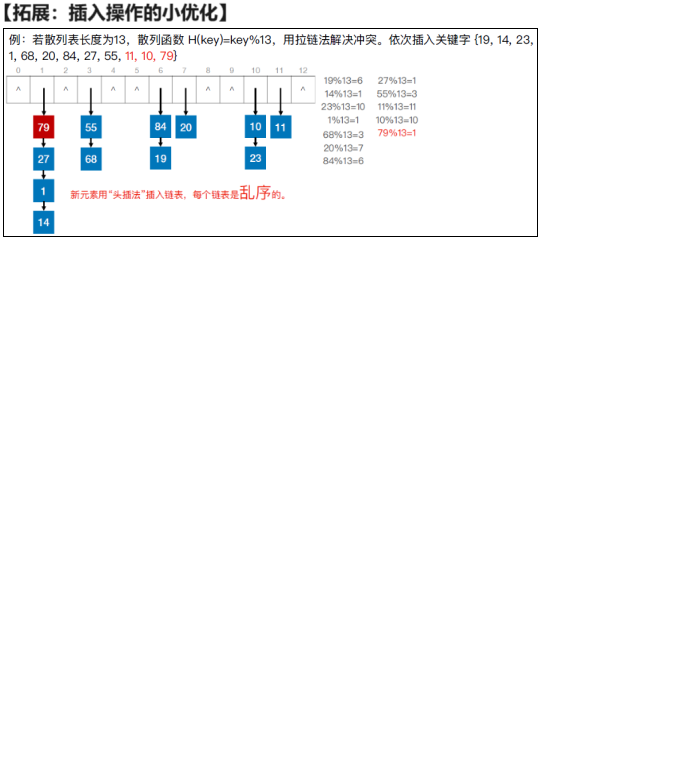 【拓展：插入操作的小优化】
例：若散列表长度为13，散列函数 H(key)=key%13，用拉链法解决冲突。依次插入关键字 {19, 14, 23,
1, 68, 20, 84, 27, 55, 11, 10, 79}
0 1 2 3 4 5 6 7 8 9 10 11 12
^ ^ ^ ^ ^ ^ ^
19%13=6 27%13=1
14%13=1 55%13=3
23%13=10 11%13=11
1%13=1 10%13=10
68%13=3 79%13=1
20%13=7
84%13=6
79 55 84 20 10 11
27 68 19 23
1
新元素用“头插法”插入链表，每个链表是乱序的。
14